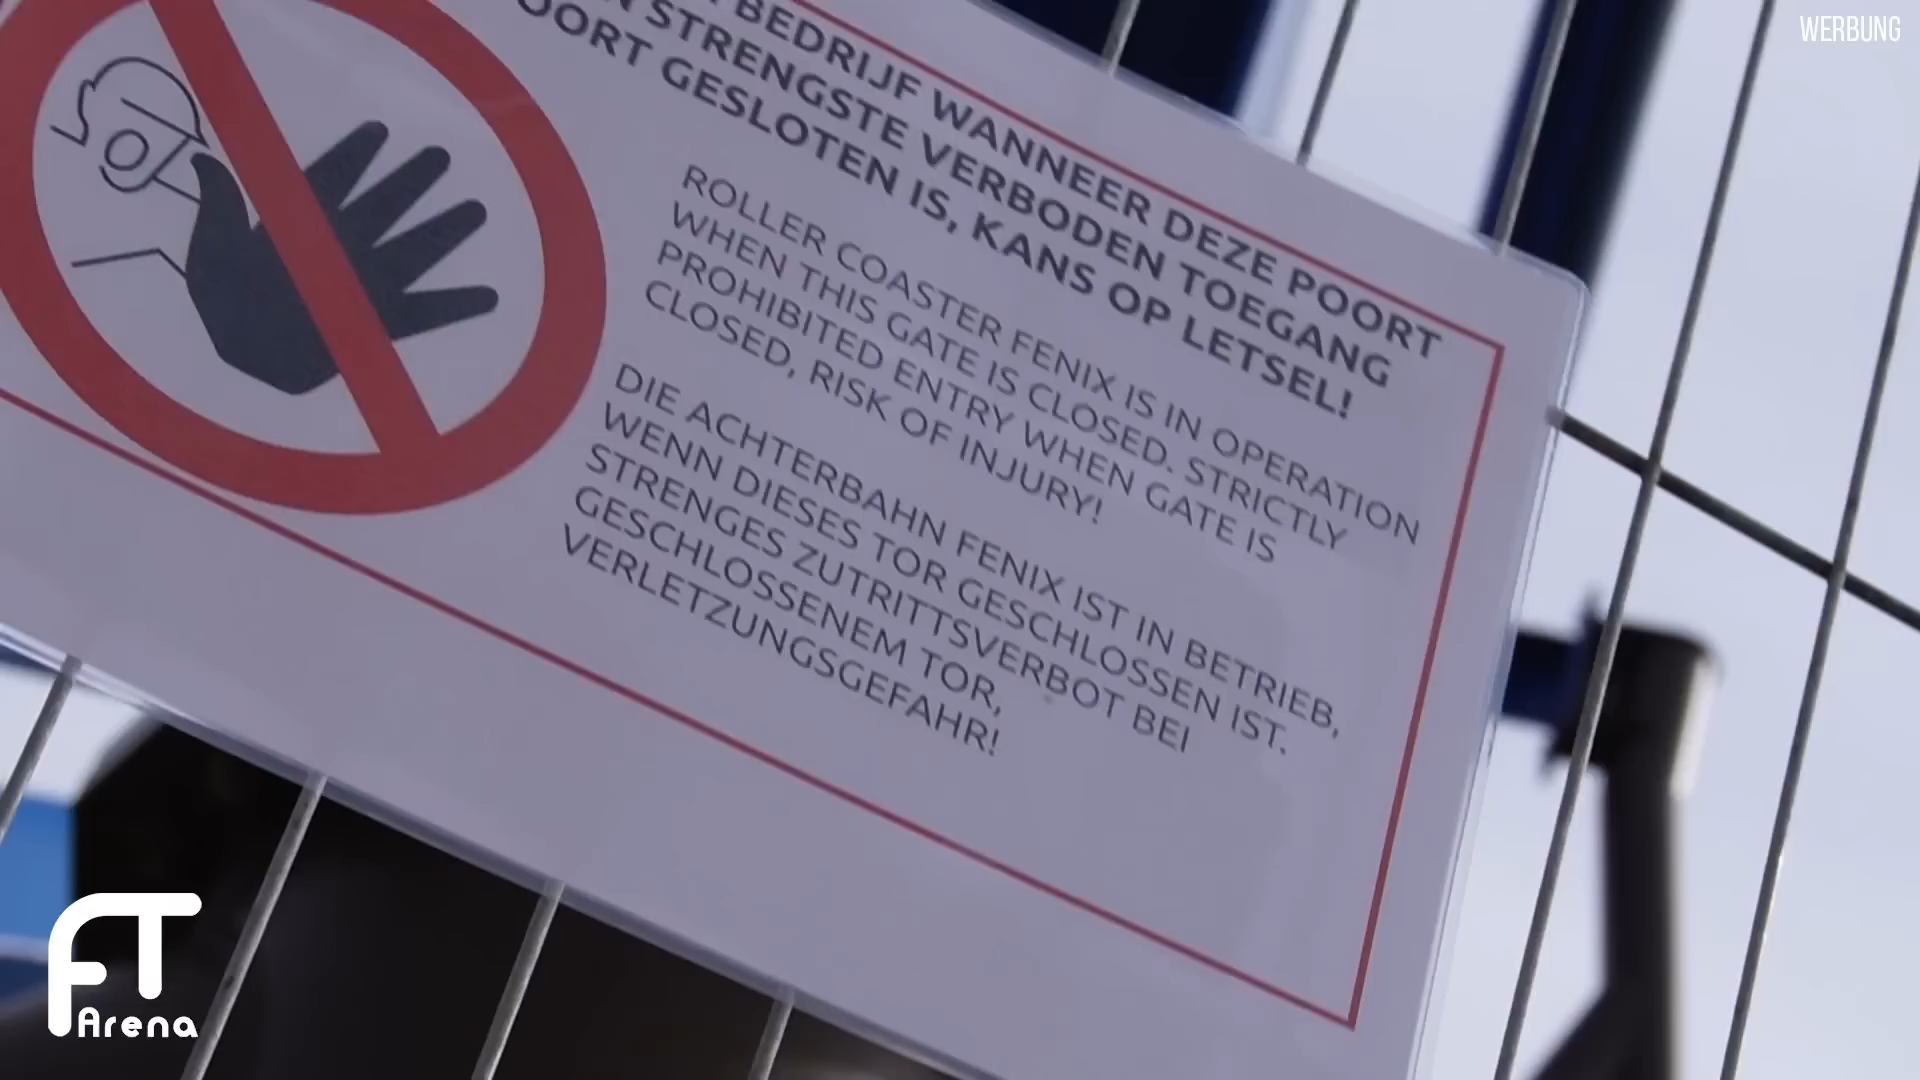 WERBUNG
BEDRIJF WANNEER DEZE POORT
STRENGSTE VERBODEN TOEGANG
GESLOTEN IS, KANS OP LETSEL!
ROLLER COASTER FENIX IS IN OPERATION
WHEN THIS GATE IS CLOSED. STRICTLY
PROHIBITED ENTRY WHEN GATE IS
CLOSED, RISK OF INJURY!
DIE ACHTERBAHN FENIX IST IN BETRIEB,
WENN DIESES TOR GESCHLOSSEN IST.
STRENGES ZUTRITTSVERBOT BEI
GESCHLOSSENEM TOR,
VERLETZUNGSGEFAHR!
FT
Arena